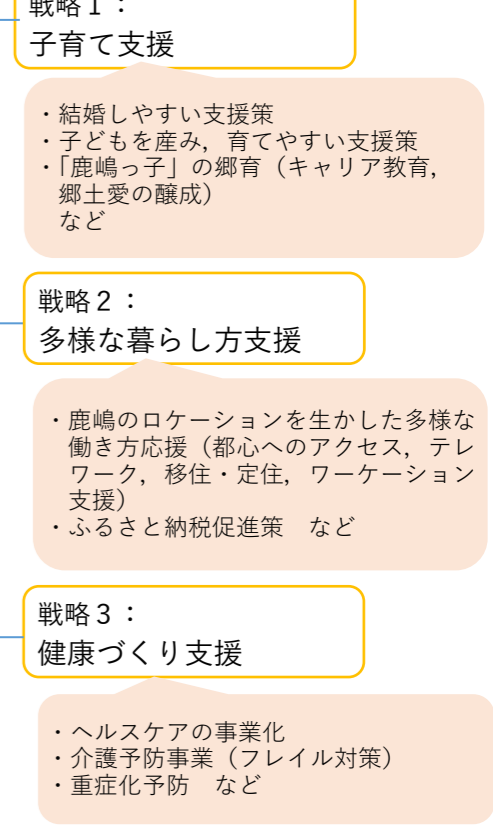 戦略１：
子育て支援
・結婚しやすい支援策
・子どもを産み，育てやすい支援策
・「鹿嶋っ子」の郷育（キャリア教育，
郷土愛の醸成）
など
戦略２：
多様な暮らし方支援
・鹿嶋のロケーションを生かした多様な
働き方応援（都心へのアクセス，テレ
ワーク，移住・定住，ワーケーション
支援）
・ふるさと納税促進策　など
戦略３：
健康づくり支援
・ヘルスケアの事業化
・介護予防事業（フレイル対策）
・重症化予防　など